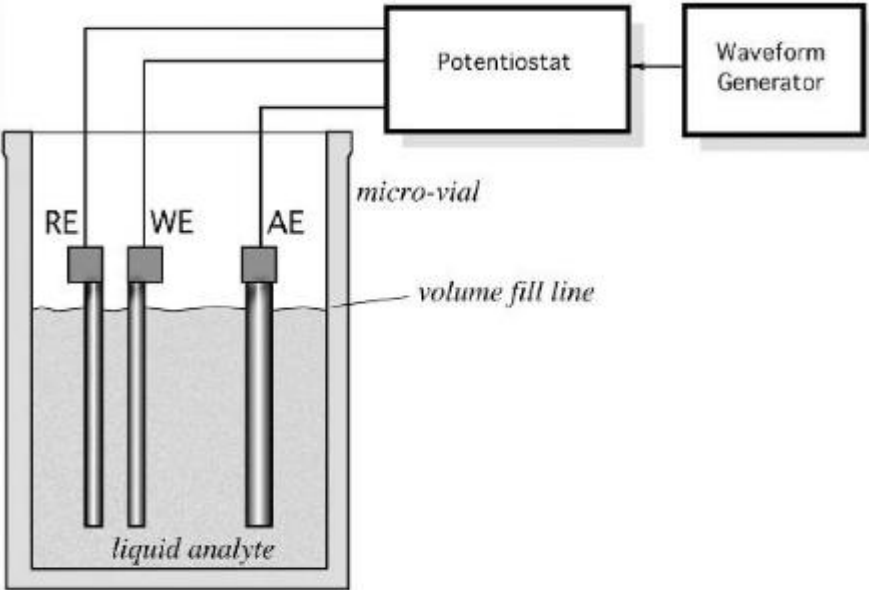 Potentiostat
Waveform
Generator
micro-vial
RE WE AE
volume fill line
liquid analyte